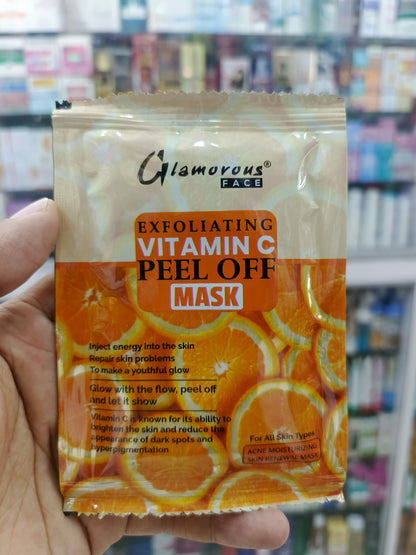 Glamorous®
FACE
EXFOLIATING
VITAMIN C
PEEL OFF
MASK
Inject energy into the skin
Repair skin problems
To make a youthful glow
Glow with the flow, peel off
and let it show
Vitamin C is known for its ability to
brighten the skin and reduce the
appearance of dark spots and
hyperpigmentation
For All Skin Types
ACNE MOISTURIZING
SKIN RENEWAL MASK